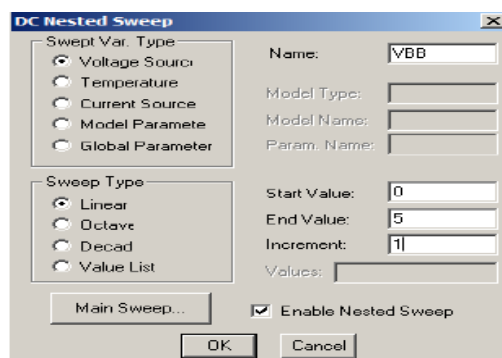 DC Nested Sweep
Swept Var. Type
Voltage Sourc
Temperature
Current Source
Model Paramete
Global Parameter
Name: VBB
Model Type:
Model Name:
Param. Name:
Sweep Type
Linear
Octave
Decad
Value List
Start Value: 0
End Value: 5
Increment: 1
Values:
Main Sweep...
Enable Nested Sweep
OK
Cancel